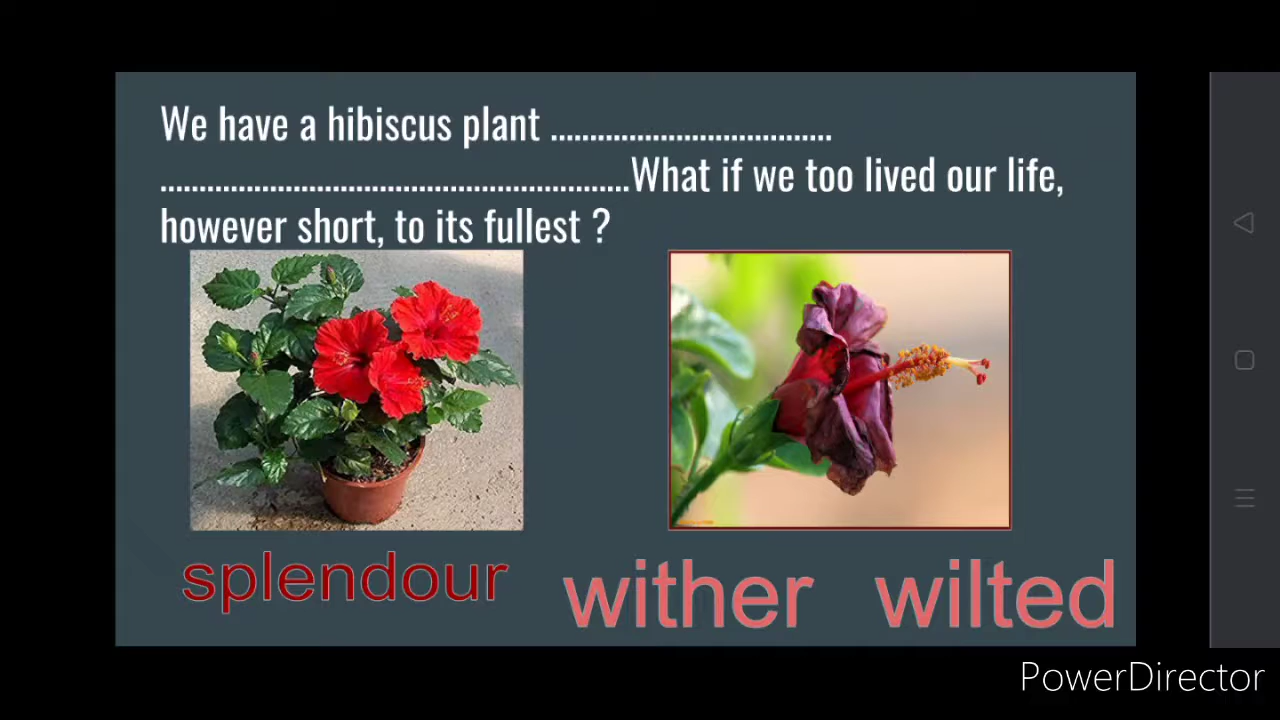 We have a hibiscus plant ....................................
............................................................What if we too lived our life,
however short, to its fullest ?
splendour
wither wilted
PowerDirector